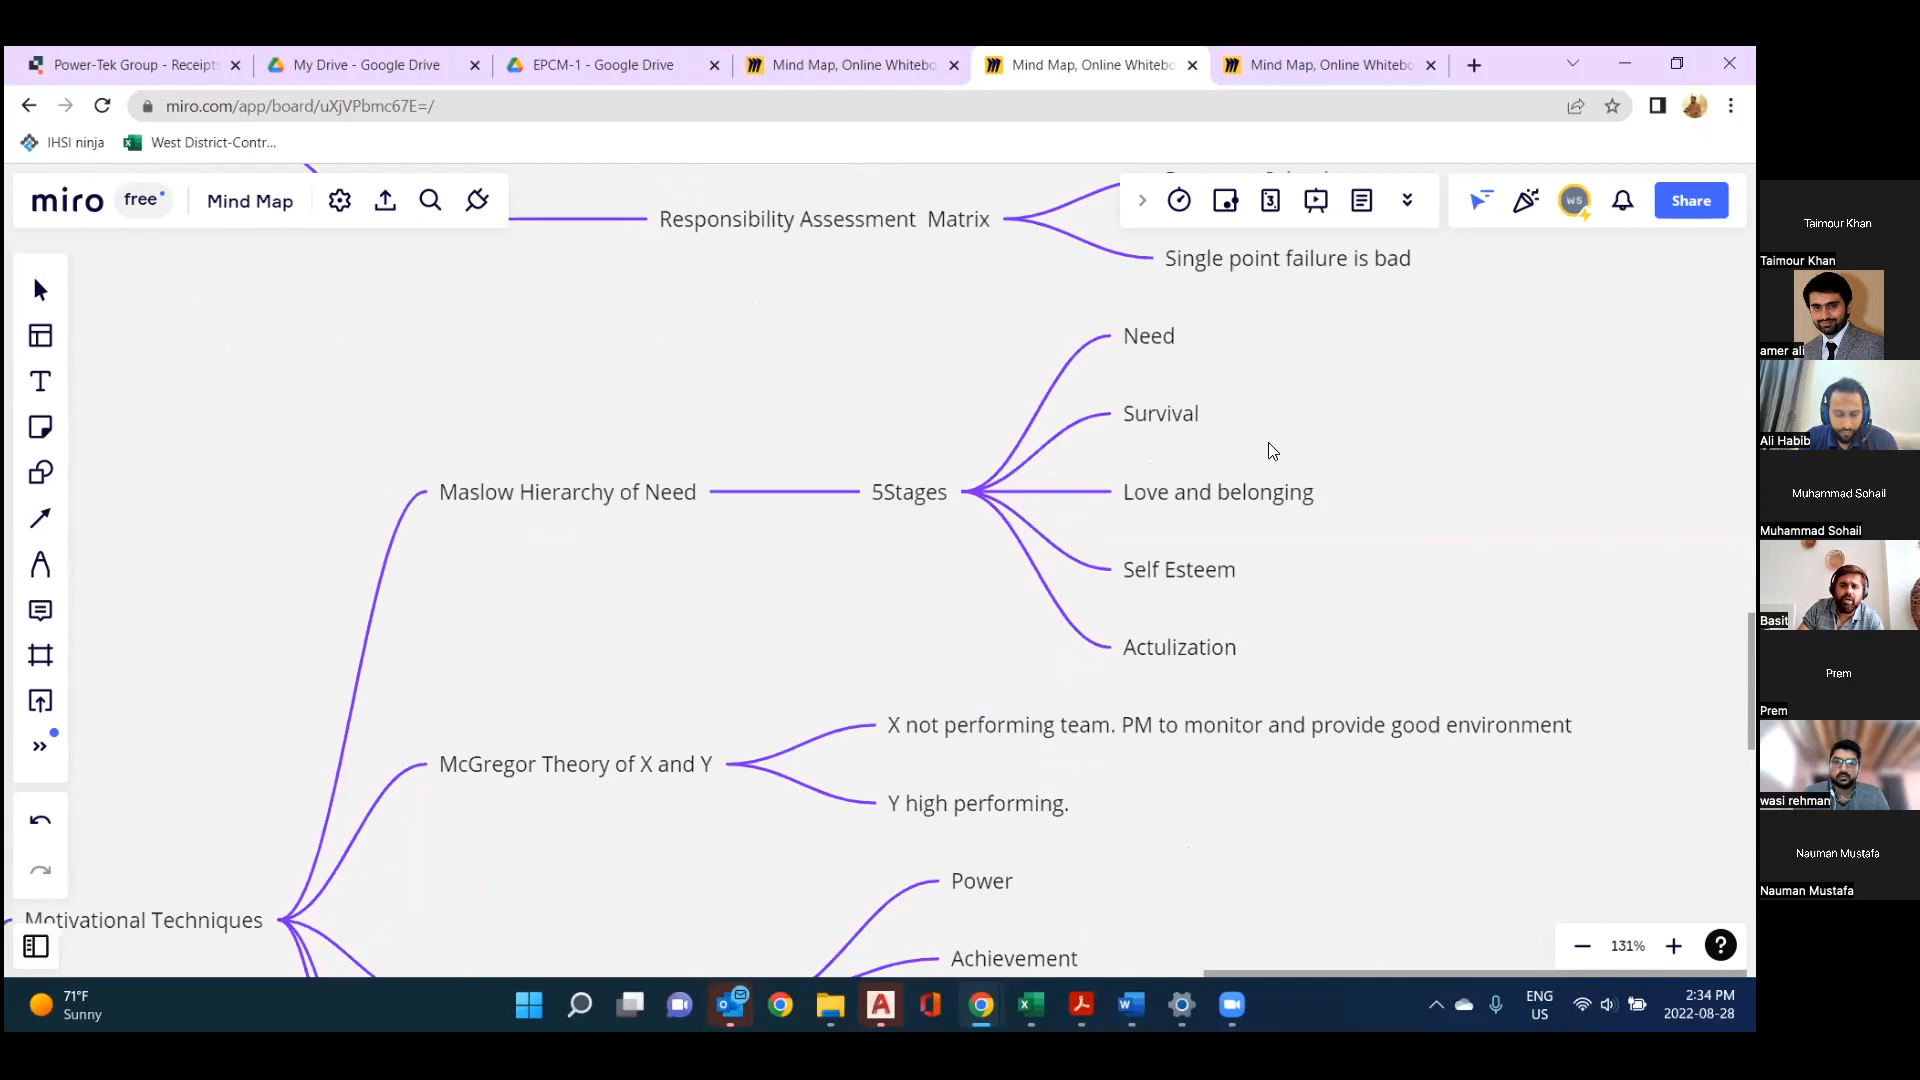 Power-Tek Group - Receipts
My Drive - Google Drive
EPCM-1 - Google Drive
Mind Map, Online Whitebo
Mind Map, Online Whitebo
Mind Map, Online Whitebo
miro.com/app/board/uXjVPbmc67E=/
IHSI ninja
West District-Contr...
miro free
Mind Map
Share
Responsibility Assessment Matrix
Single point failure is bad
Need
Survival
Maslow Hierarchy of Need
5Stages
Love and belonging
Self Esteem
Actulization
X not performing team. PM to monitor and provide good environment
McGregor Theory of X and Y
Y high performing.
Power
Motivational Techniques
Achievement
131%
71°F
Sunny
ENG
US
2:34 PM
2022-08-28
Taimour Khan
Taimour Khan
amer ali
Ali Habib
Muhammad Sohail
Muhammad Sohail
Basit
Prem
Prem
wasi rehman
Nauman Mustafa
Nauman Mustafa
WS